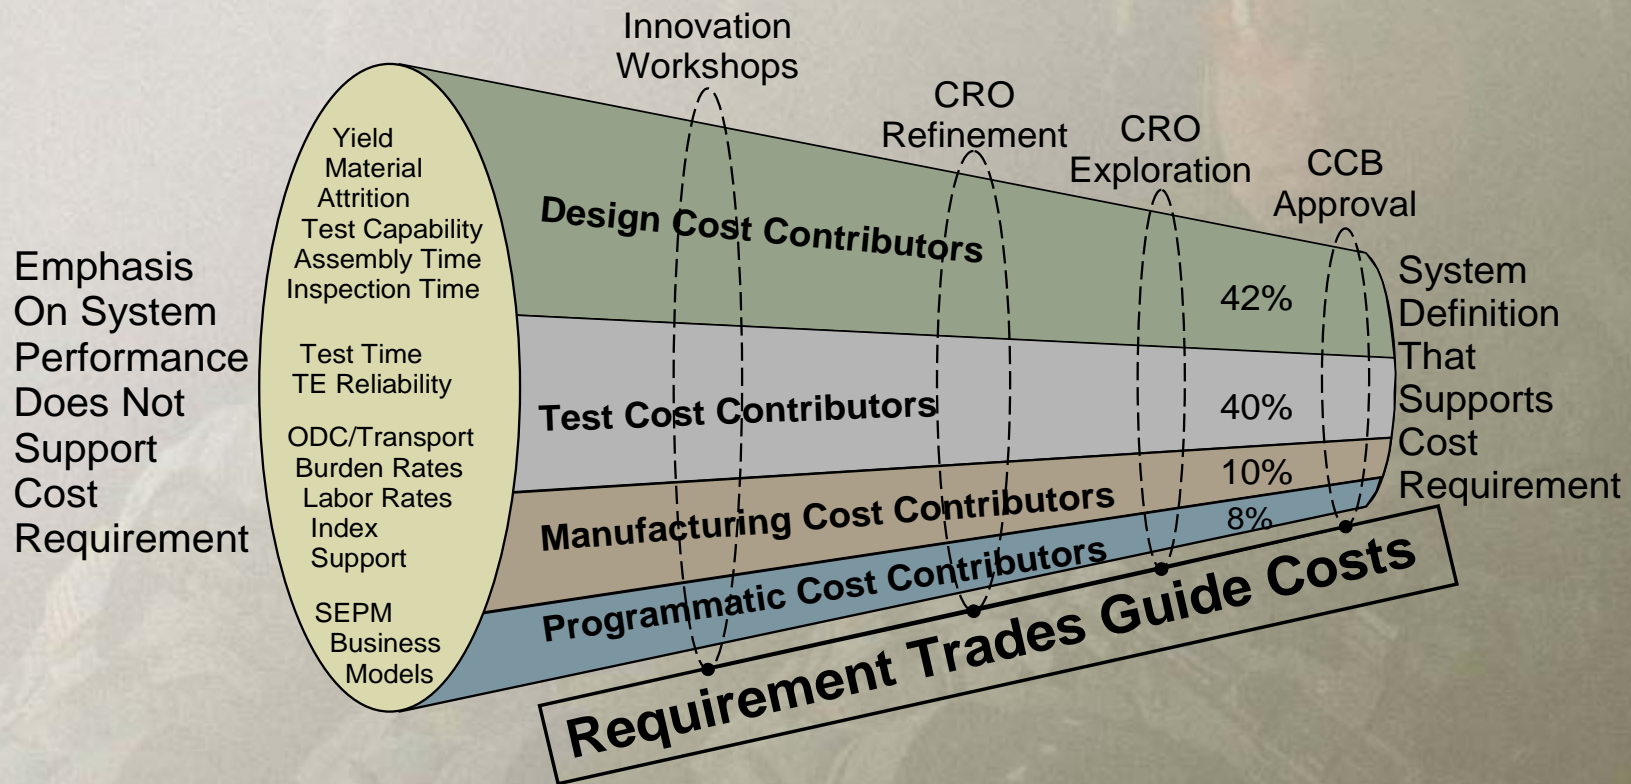 Innovation
Workshops
CRO
Refinement
CRO
Exploration
CCB
Approval
Emphasis
On System
Performance
Does Not
Support
Cost
Requirement
Yield
Material
Attrition
Test Capability
Assembly Time
Inspection Time
Test Time
TE Reliability
ODC/Transport
Burden Rates
Labor Rates
Index
Support
SEPM
Business
Models
Design Cost Contributors
42%
Test Cost Contributors
40%
Manufacturing Cost Contributors
10%
Programmatic Cost Contributors
8%
System
Definition
That
Supports
Cost
Requirement
Requirement Trades Guide Costs